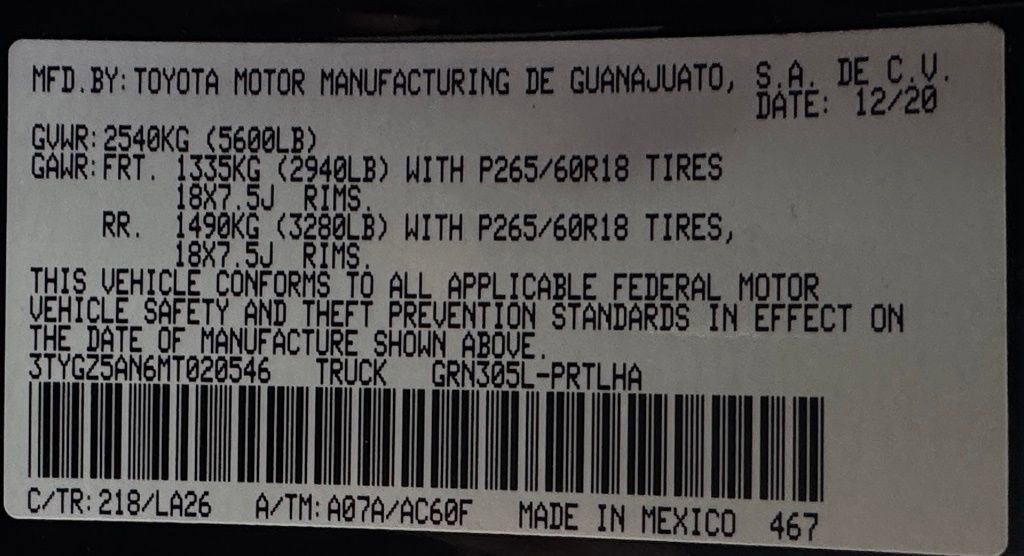 MFD.BY: TOYOTA MOTOR MANUFACTURING DE GUANAJUATO, S.A. DE C.V.
DATE: 12/20
GVWR: 2540KG (5600LB)
GAWR: FRT. 1335KG (2940LB) WITH P265/60R18 TIRES
18X7.5J RIMS.
RR. 1490KG (3280LB) WITH P265/60R18 TIRES,
18X7.5J RIMS.
THIS VEHICLE CONFORMS TO ALL APPLICABLE FEDERAL MOTOR
VEHICLE SAFETY AND THEFT PREVENTION STANDARDS IN EFFECT ON
THE DATE OF MANUFACTURE SHOWN ABOVE.
3TYGZ5AN6MT020546 TRUCK GRN305L-PRTLHA
C/TR: 218/LA26 A/TM: A07A/AC60F MADE IN MEXICO 467